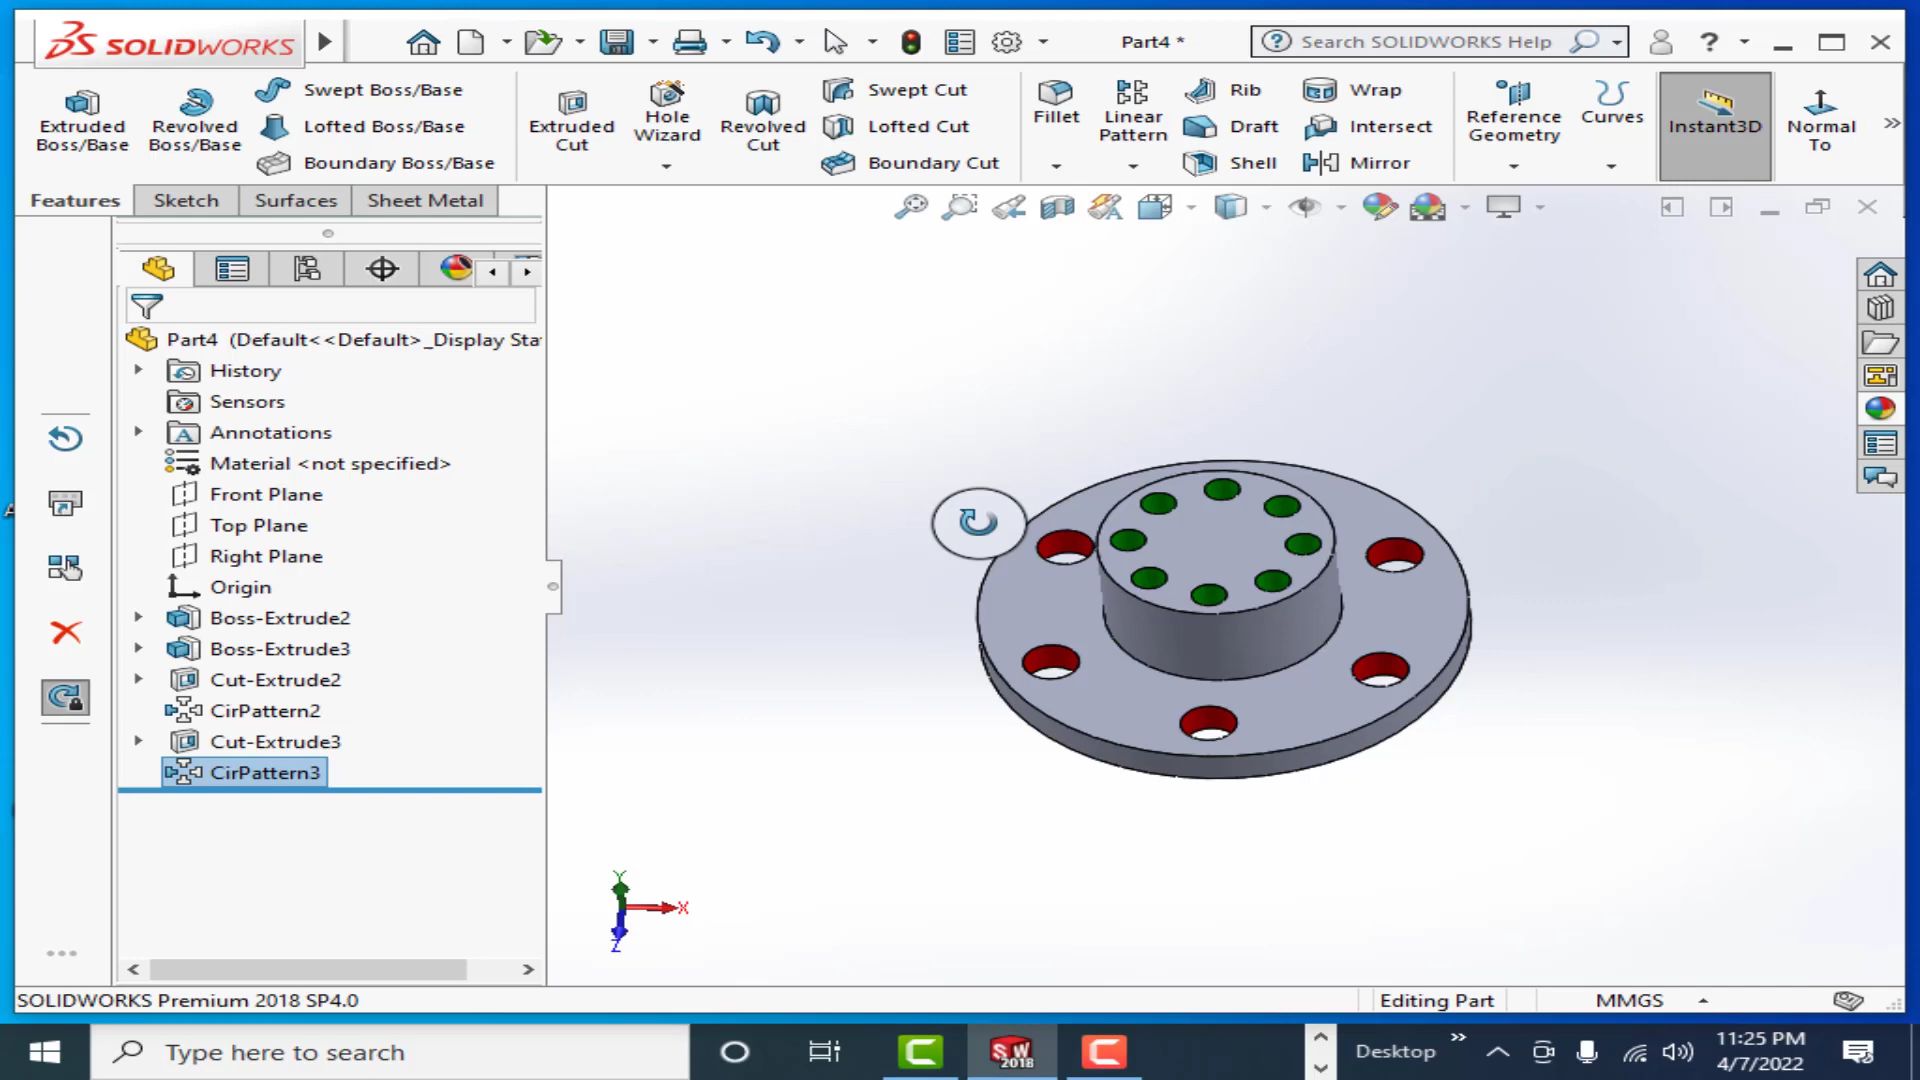 SOLIDWORKS
Part4 *
Search SOLIDWORKS Help
Extruded Boss/Base
Revolved Boss/Base
Swept Boss/Base
Lofted Boss/Base
Boundary Boss/Base
Extruded Cut
Hole Wizard
Revolved Cut
Swept Cut
Lofted Cut
Boundary Cut
Fillet
Linear Pattern
Rib
Draft
Shell
Wrap
Intersect
Mirror
Reference Geometry
Curves
Instant3D
Normal To
Features
Sketch
Surfaces
Sheet Metal
Part4 (Default<<Default>_Display Sta
History
Sensors
Annotations
Material <not specified>
Front Plane
Top Plane
Right Plane
Origin
Boss-Extrude2
Boss-Extrude3
Cut-Extrude2
CirPattern2
Cut-Extrude3
CirPattern3
Y
X
Z
SOLIDWORKS Premium 2018 SP4.0
Editing Part
MMGS
Type here to search
SW 2018
Desktop
11:25 PM
4/7/2022